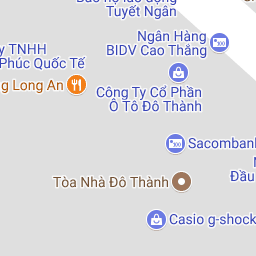 Tuyết Ngân
Ngân Hàng
BIDV Cao Thắng
y TNHH
Phúc Quốc Tế
g Long An
Công Ty Cổ Phần
Ô Tô Đô Thành
Sacombank
Đầu
Tòa Nhà Đô Thành
Casio g-shock